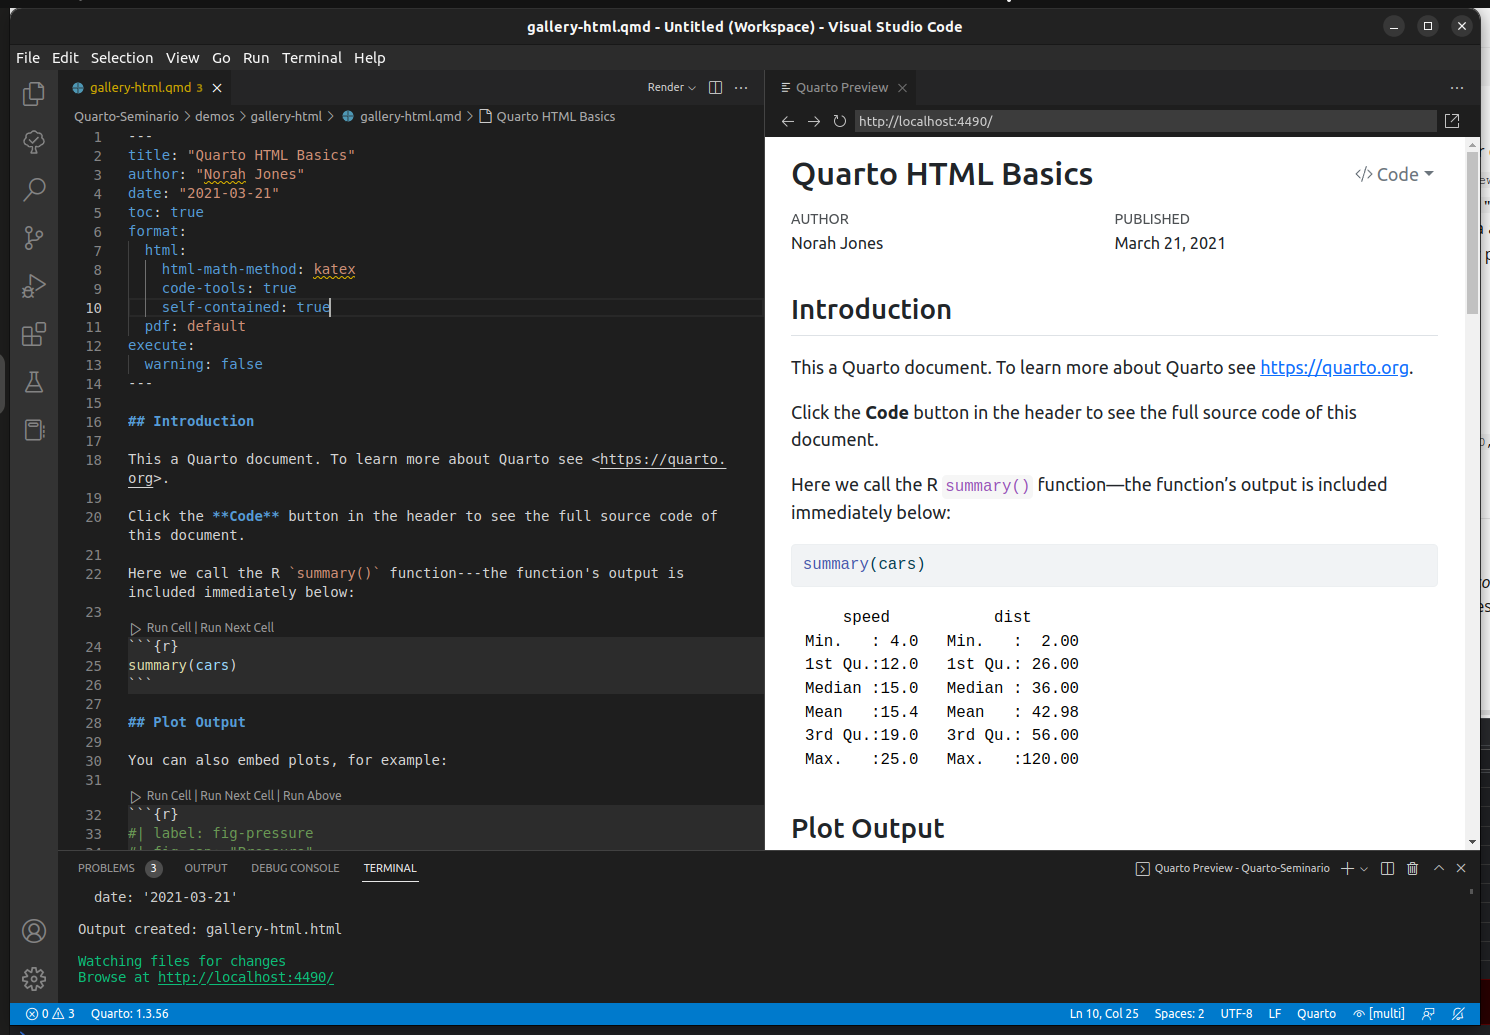 gallery-html.qmd - Untitled (Workspace) - Visual Studio Code
File Edit Selection View Go Run Terminal Help
gallery-html.qmd 3
Render
Quarto-Seminario > demos > gallery-html > gallery-html.qmd > Quarto HTML Basics
1 ---
2 title: "Quarto HTML Basics"
3 author: "Norah Jones"
4 date: "2021-03-21"
5 toc: true
6 format:
7 html:
8 html-math-method: katex
9 code-tools: true
10 self-contained: true
11 pdf: default
12 execute:
13 warning: false
14 ---
15
16 ## Introduction
17
18 This a Quarto document. To learn more about Quarto see <https://quarto.
org>.
19
20 Click the **Code** button in the header to see the full source code of
this document.
21
22 Here we call the R `summary()` function---the function's output is
included immediately below:
23
Run Cell | Run Next Cell
24 ```{r}
25 summary(cars)
26 ```
27
28 ## Plot Output
29
30 You can also embed plots, for example:
31
Run Cell | Run Next Cell | Run Above
32 ```{r}
33 #| label: fig-pressure
Quarto Preview
http://localhost:4490/
Quarto HTML Basics
</> Code
AUTHOR PUBLISHED
Norah Jones March 21, 2021
Introduction
This a Quarto document. To learn more about Quarto see https://quarto.org.
Click the Code button in the header to see the full source code of this
document.
Here we call the R summary() function—the function’s output is included
immediately below:
summary(cars)
speed dist
Min. : 4.0 Min. : 2.00
1st Qu.:12.0 1st Qu.: 26.00
Median :15.0 Median : 36.00
Mean :15.4 Mean : 42.98
3rd Qu.:19.0 3rd Qu.: 56.00
Max. :25.0 Max. :120.00
Plot Output
PROBLEMS 3 OUTPUT DEBUG CONSOLE TERMINAL
Quarto Preview - Quarto-Seminario
date: '2021-03-21'
Output created: gallery-html.html
Watching files for changes
Browse at http://localhost:4490/
0 3 Quarto: 1.3.56
Ln 10, Col 25 Spaces: 2 UTF-8 LF Quarto [multi]